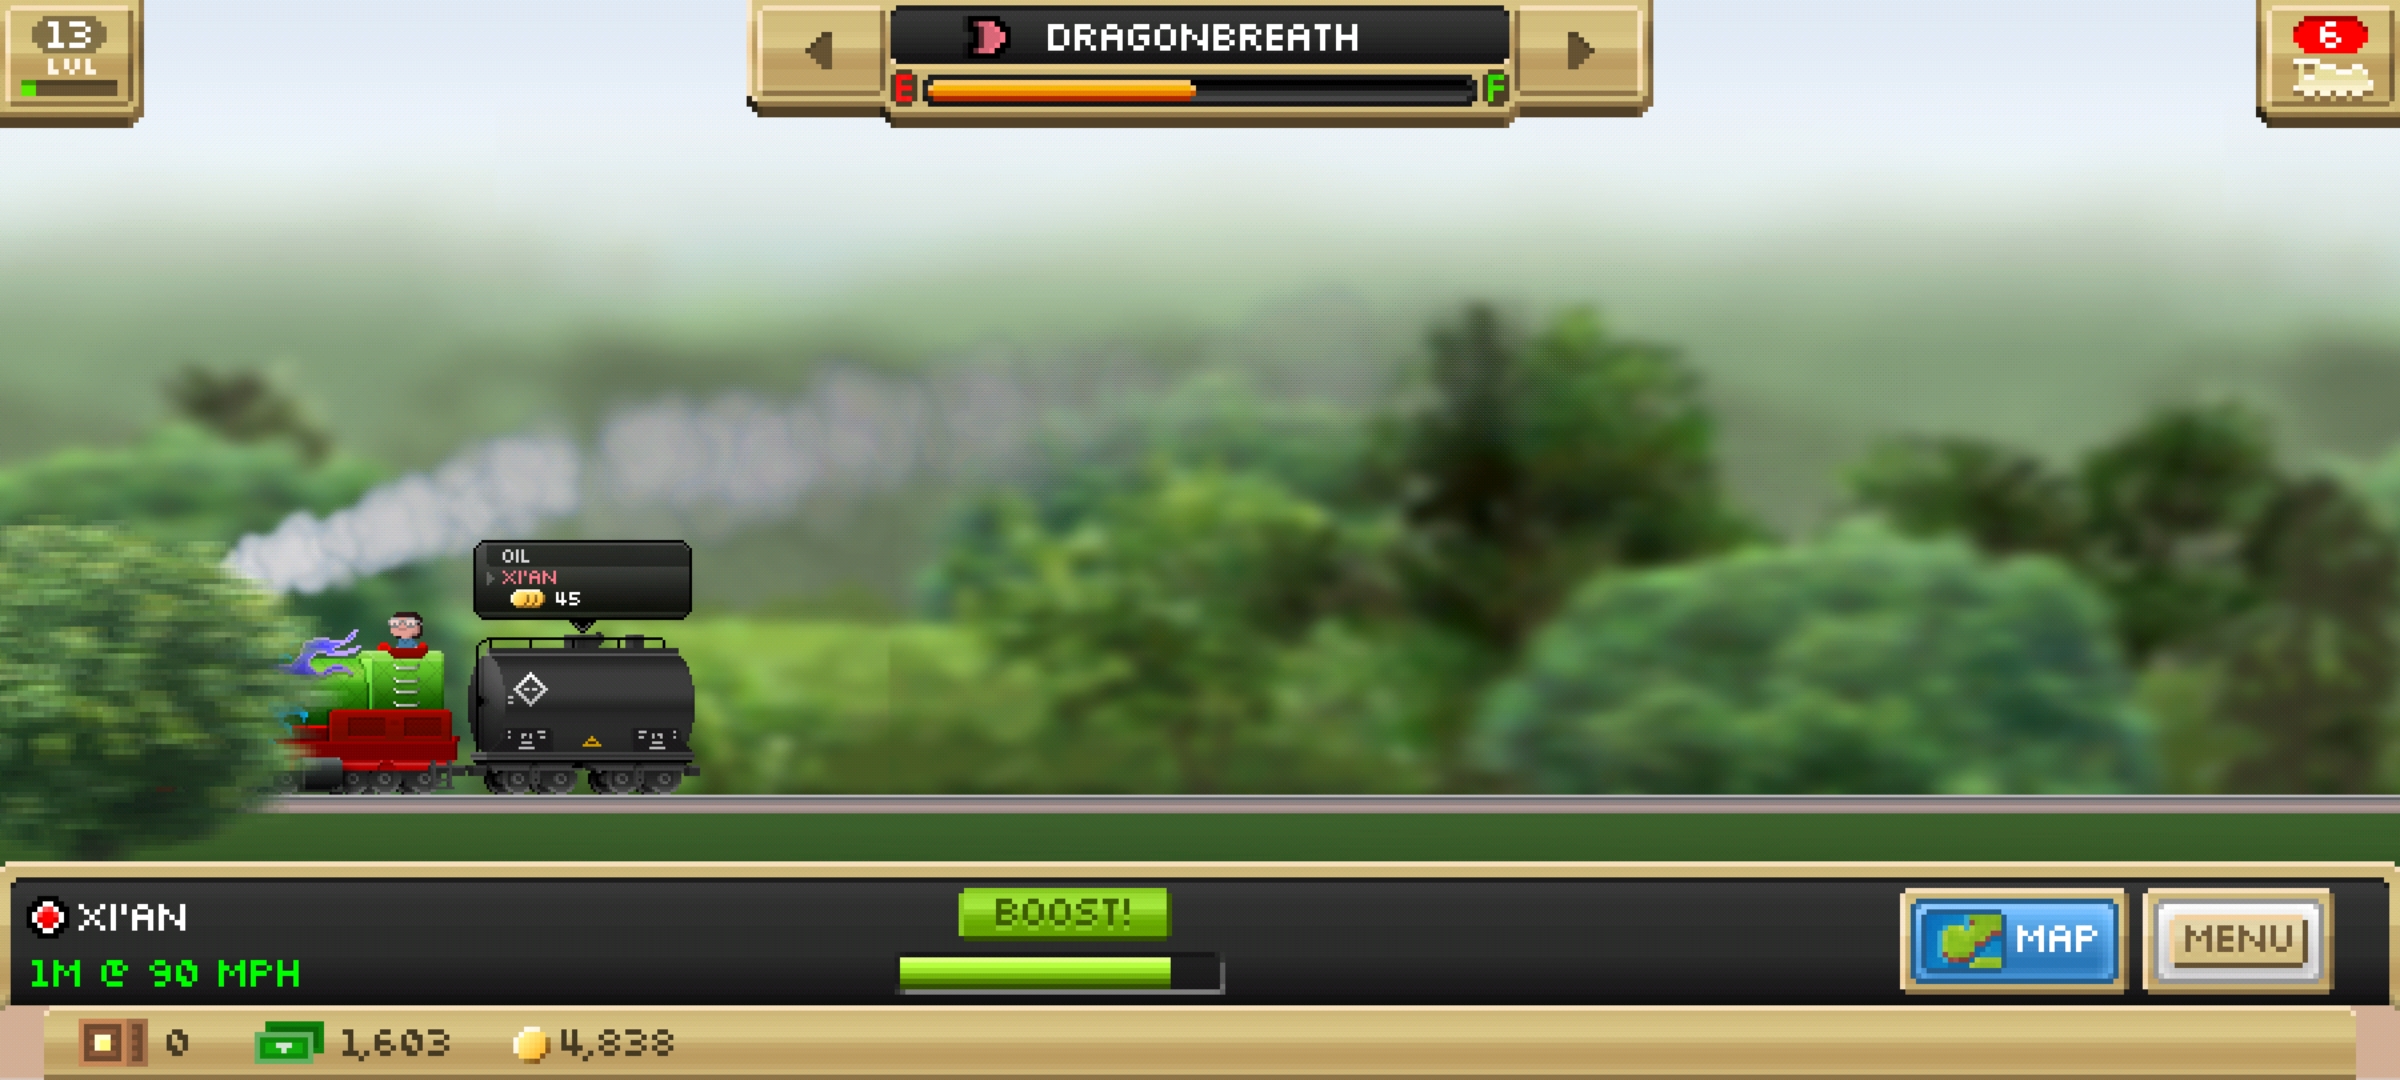 13
LVL
DRAGONBREATH
E F
6
OIL
XI'AN
45
XI'AN
1M @ 90 MPH
BOOST!
MAP
MENU
0
1,603
4,838